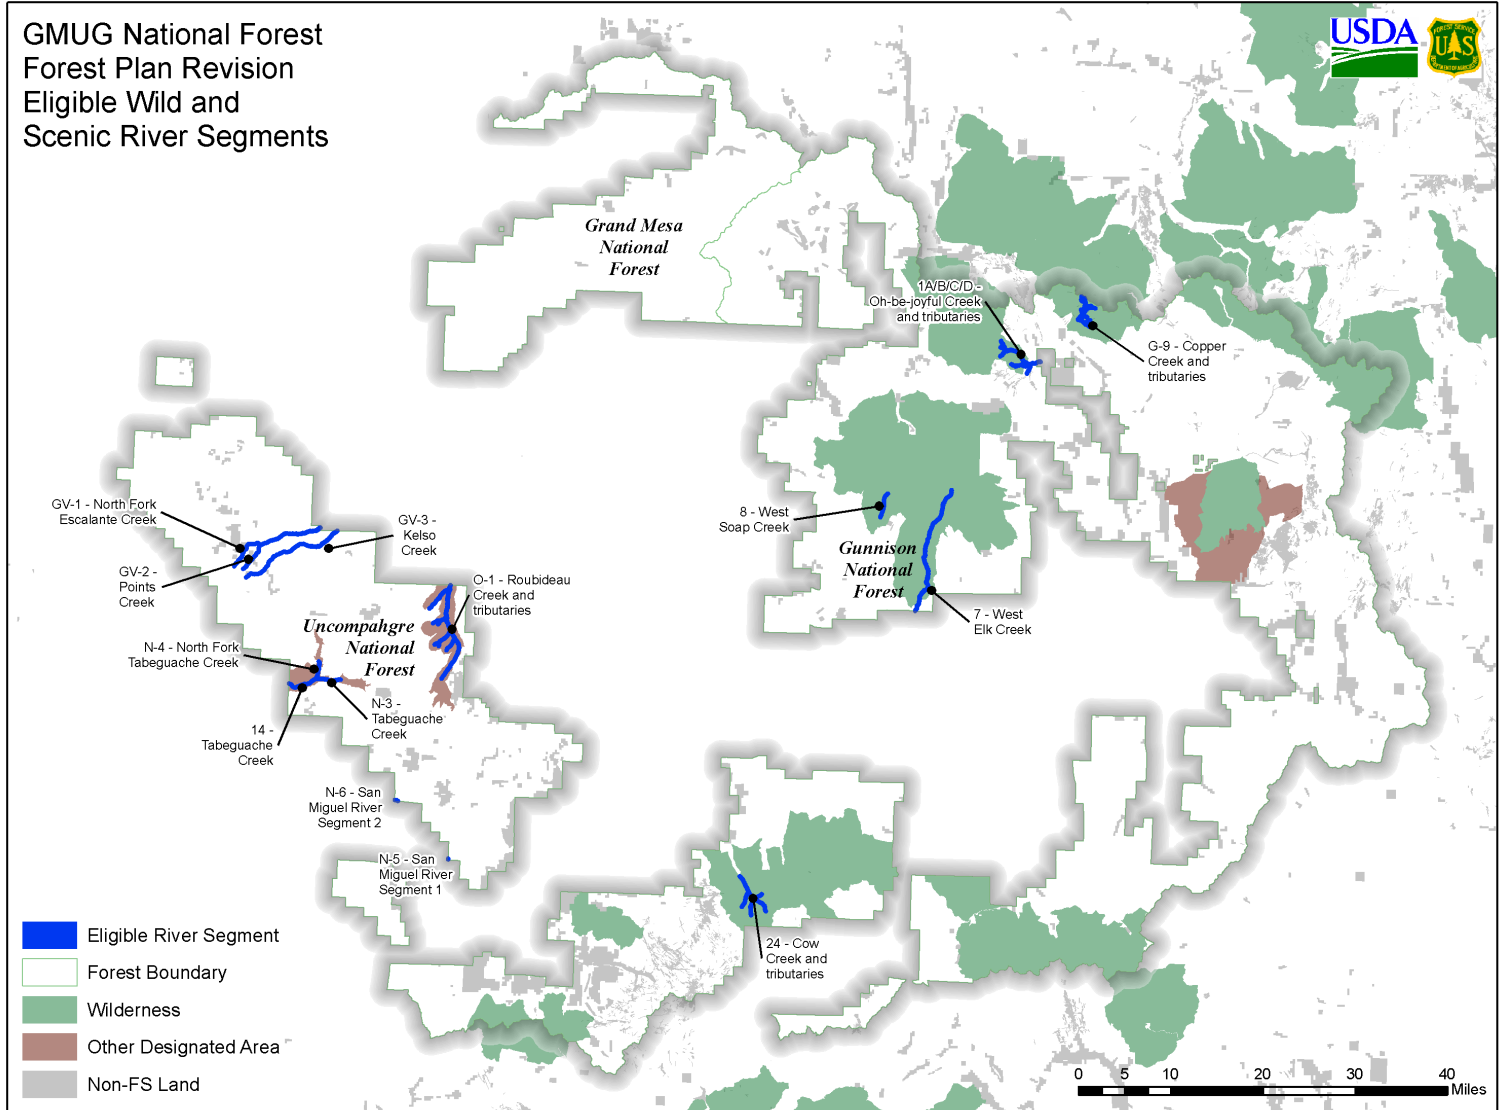 GMUG National Forest
Forest Plan Revision
Eligible Wild and
Scenic River Segments
USDA
FOREST SERVICE
U S
DEPARTMENT OF AGRICULTURE
Grand Mesa
National
Forest
1A/B/C/D -
Oh-be-joyful Creek
and tributaries
G-9 - Copper
Creek and
tributaries
GV-1 - North Fork
Escalante Creek
GV-3 -
Kelso
Creek
8 - West
Soap Creek
Gunnison
National
Forest
GV-2 -
Points
Creek
O-1 - Roubideau
Creek and
tributaries
7 - West
Elk Creek
Uncompahgre
National
Forest
N-4 - North Fork
Tabeguache Creek
N-3 -
Tabeguache
Creek
14 -
Tabeguache
Creek
N-6 - San
Miguel River
Segment 2
N-5 - San
Miguel River
Segment 1
24 - Cow
Creek and
tributaries
Eligible River Segment
Forest Boundary
Wilderness
Other Designated Area
Non-FS Land
0 5 10 20 30 40
Miles